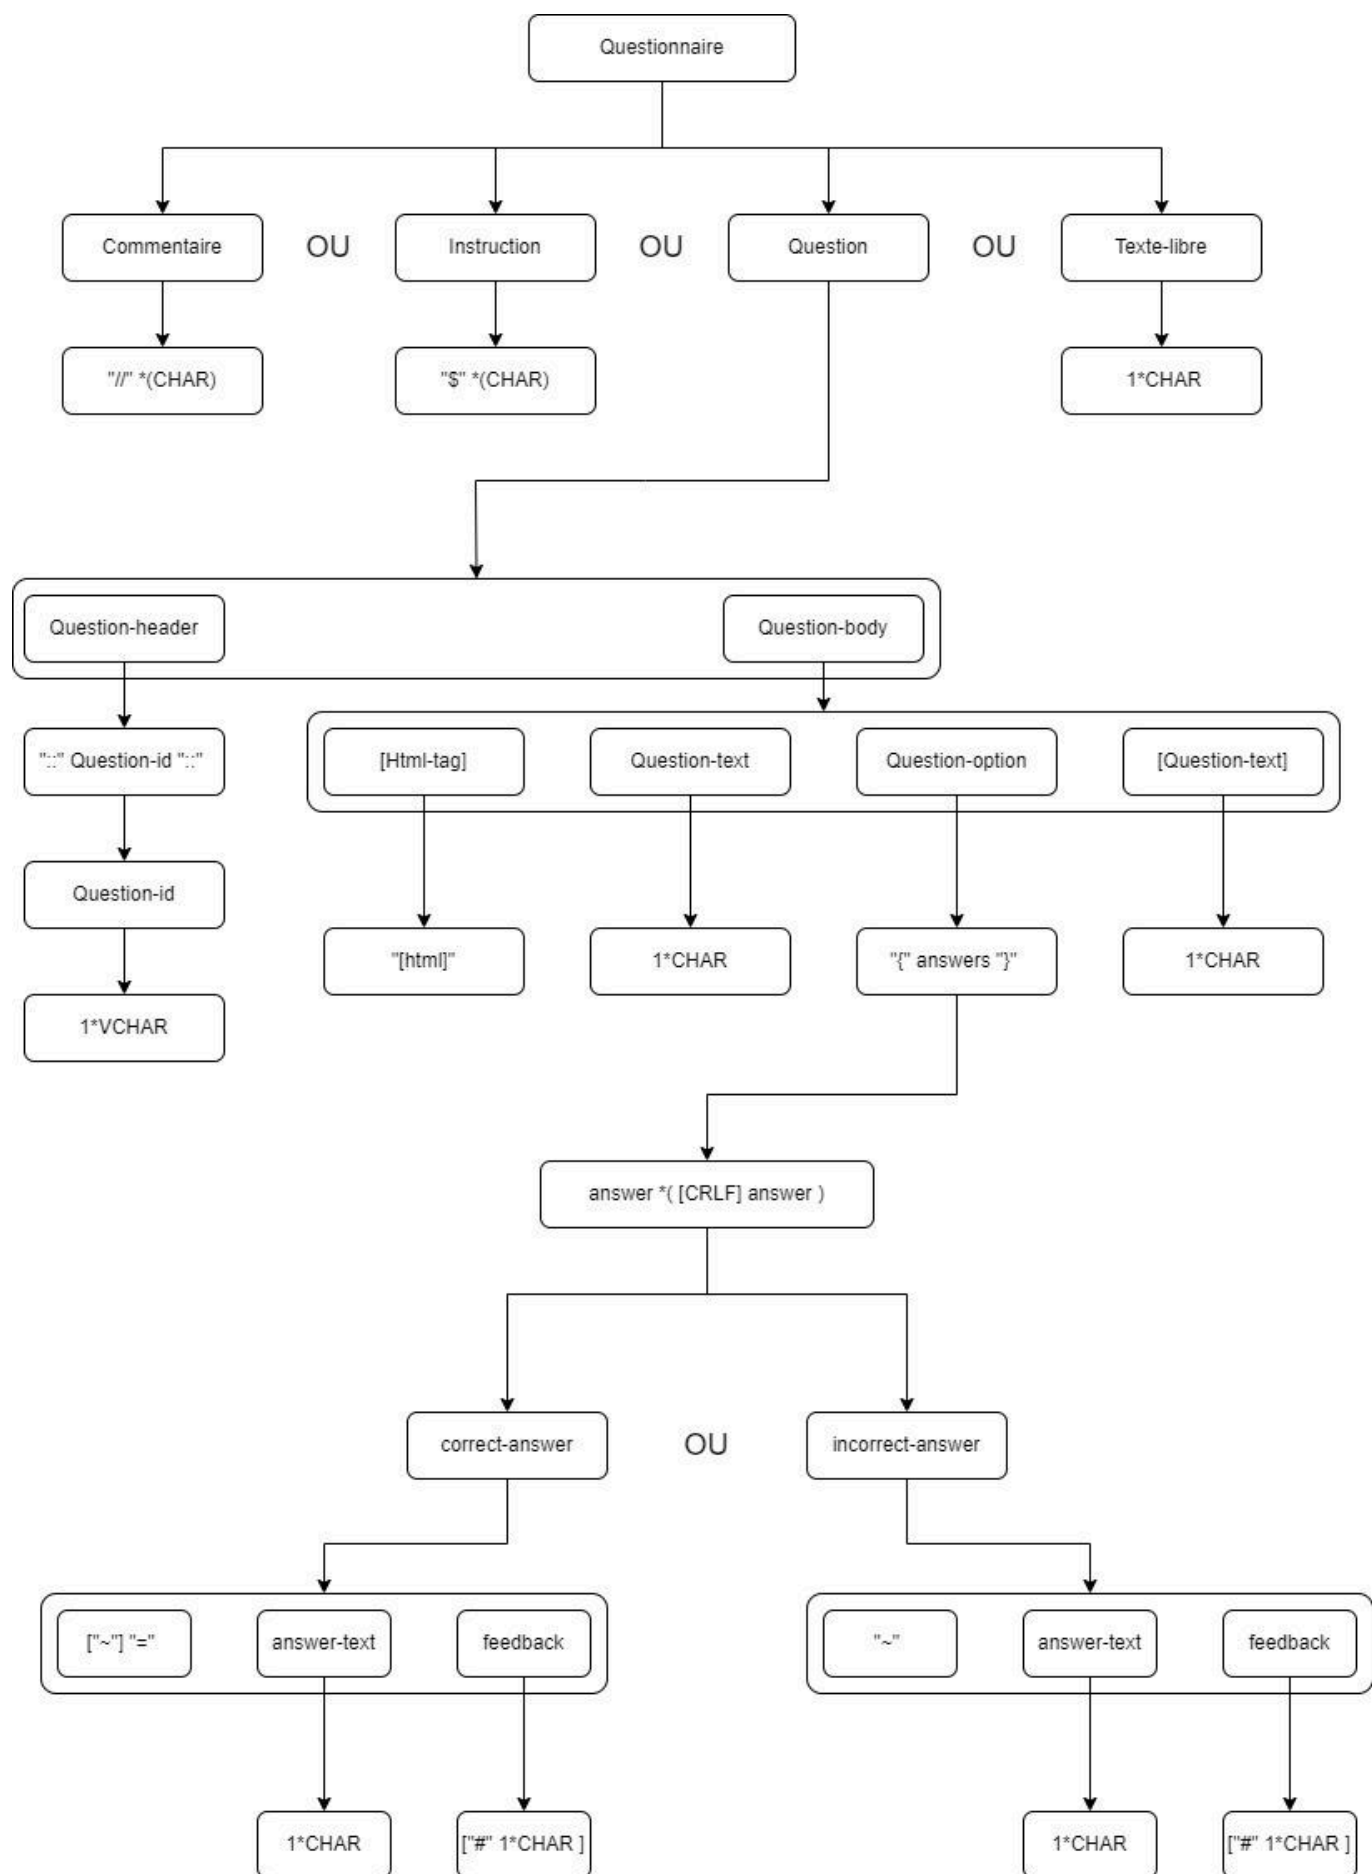 Questionnaire
Commentaire
OU
Instruction
OU
Question
OU
Texte-libre
"//" *(CHAR)
"$" *(CHAR)
1*CHAR
Question-header
Question-body
"::" Question-id "::"
[Html-tag]
Question-text
Question-option
[Question-text]
Question-id
"[html]"
1*CHAR
"{" answers "}"
1*CHAR
1*VCHAR
answer *( [CRLF] answer )
correct-answer
OU
incorrect-answer
["~"] "="
answer-text
feedback
"~"
answer-text
feedback
1*CHAR
["#" 1*CHAR ]
1*CHAR
["#" 1*CHAR ]